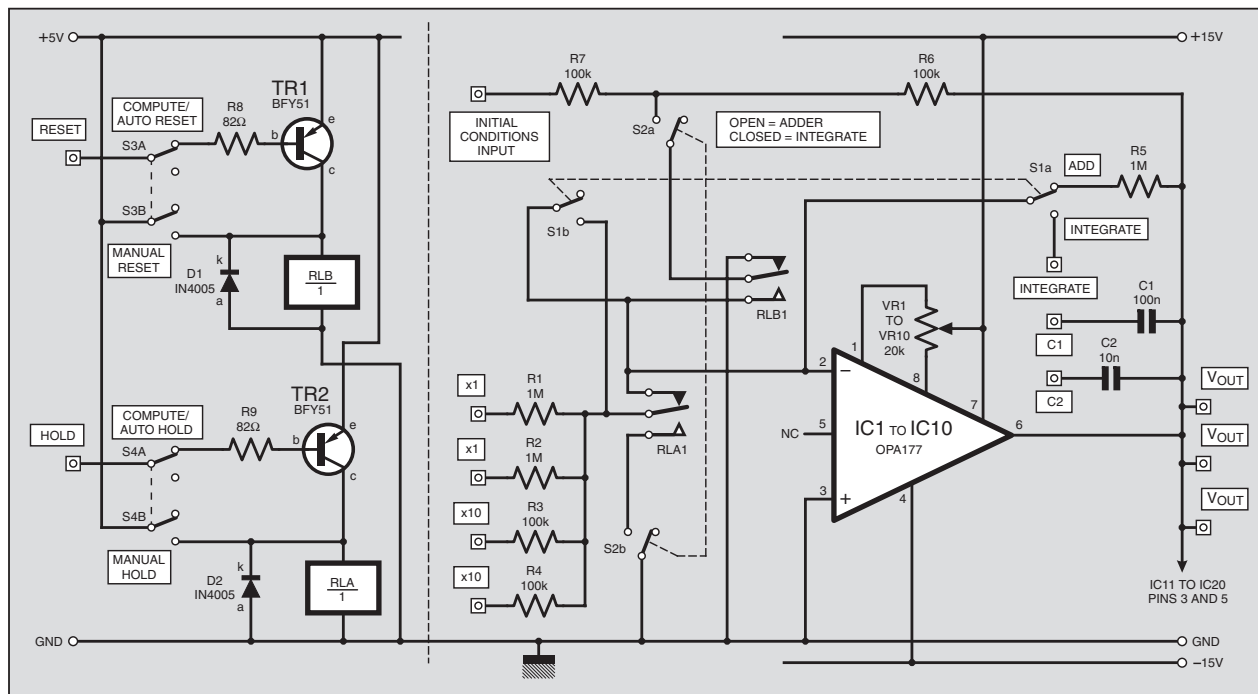 +5V
+15V
TR1
BFY51
COMPUTE/
AUTO RESET
R8
82Ω
e
b
c
RESET
S3A
S3B
MANUAL
RESET
k
D1
IN4005
a
RLB
1
TR2
BFY51
COMPUTE/
AUTO HOLD
R9
82Ω
e
b
c
HOLD
S4A
S4B
MANUAL
HOLD
k
D2
IN4005
a
RLA
1
GND
R7
100k
R6
100k
INITIAL
CONDITIONS
INPUT
S2a
OPEN = ADDER
CLOSED = INTEGRATE
S1a
ADD
R5
1M
S1b
INTEGRATE
INTEGRATE
RLB1
C1
100n
C1
C2
10n
C2
VR1
TO
VR10
20k
1
8
2
–
7
5
NC
IC1 TO IC10
OPA177
6
3
+
4
x1
R1
1M
x1
R2
1M
x10
R3
100k
x10
R4
100k
RLA1
S2b
VOUT
VOUT
VOUT
IC11 TO IC20
PINS 3 AND 5
GND
–15V